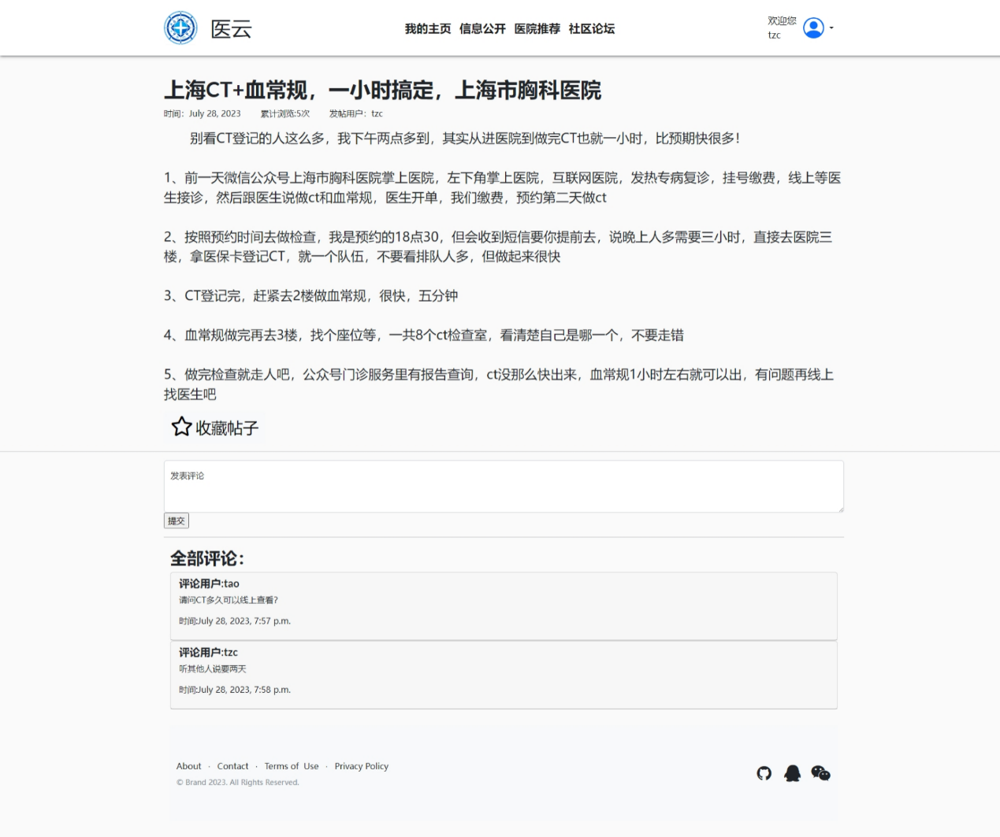 医云
我的主页 信息公开 医院推荐 社区论坛
欢迎您
tzc
上海CT+血常规，一小时搞定，上海市胸科医院
时间：July 28, 2023 累计浏览:5次 发帖用户：tzc
别看CT登记的人这么多，我下午两点多到，其实从进医院到做完CT也就一小时，比预期快很多！
1、前一天微信公众号上海市胸科医院掌上医院，左下角掌上医院，互联网医院，发热专病复诊，挂号缴费，线上等医
生接诊，然后跟医生说做ct和血常规，医生开单，我们缴费，预约第二天做ct
2、按照预约时间去做检查，我是预约的18点30，但会收到短信要你提前去，说晚上人多需要三小时，直接去医院三
楼，拿医保卡登记CT，就一个队伍，不要看排队人多，但做起来很快
3、CT登记完，赶紧去2楼做血常规，很快，五分钟
4、血常规做完再去3楼，找个座位等，一共8个ct检查室，看清楚自己是哪一个，不要走错
5、做完检查就走人吧，公众号门诊服务里有报告查询，ct没那么快出来，血常规1小时左右就可以出，有问题再线上
找医生吧
收藏帖子
发表评论
提交
全部评论：
评论用户:tao
请问CT多久可以线上查看?
时间:July 28, 2023, 7:57 p.m.
评论用户:tzc
听其他人说要两天
时间:July 28, 2023, 7:58 p.m.
About · Contact · Terms of Use · Privacy Policy
© Brand 2023. All Rights Reserved.